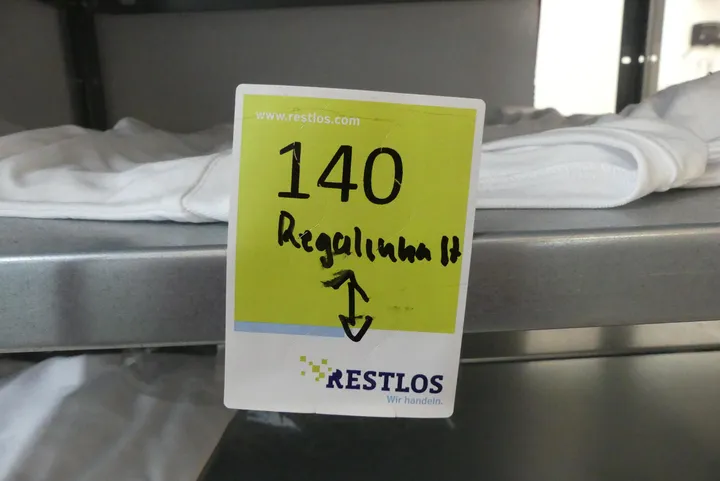 www.restlos.com
140
Regalinhalt
RESTLOS
Wir handeln.